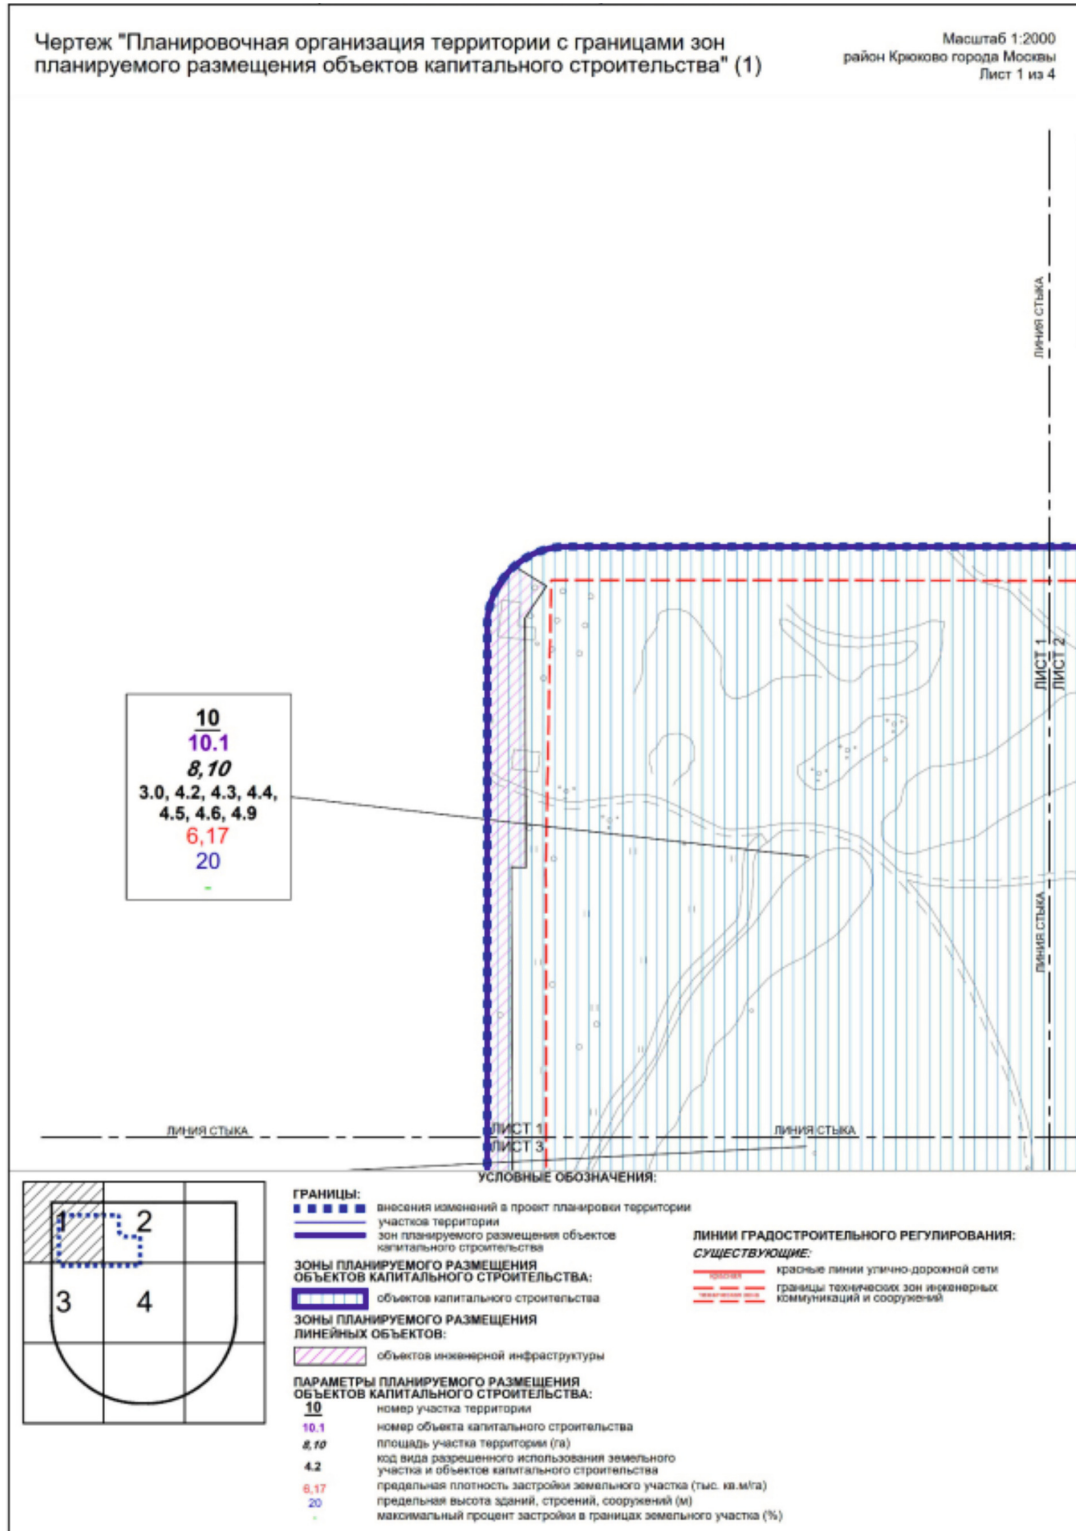 Чертеж "Планировочная организация территории с границами зон
планируемого размещения объектов капитального строительства" (1)
Масштаб 1:2000
район Крюково города Москвы
Лист 1 из 4
ЛИНИЯ СТЫКА
ЛИСТ 1
ЛИСТ 2
10
10.1
8,10
3.0, 4.2, 4.3, 4.4,
4.5, 4.6, 4.9
6,17
20
-
ЛИНИЯ СТЫКА
ЛИНИЯ СТЫКА
ЛИСТ 1
ЛИСТ 3
ЛИНИЯ СТЫКА
1
2
3
4
УСЛОВНЫЕ ОБОЗНАЧЕНИЯ:
ГРАНИЦЫ:
внесения изменений в проект планировки территории
участков территории
зон планируемого размещения объектов
капитального строительства
ЗОНЫ ПЛАНИРУЕМОГО РАЗМЕЩЕНИЯ
ОБЪЕКТОВ КАПИТАЛЬНОГО СТРОИТЕЛЬСТВА:
объектов капитального строительства
ЗОНЫ ПЛАНИРУЕМОГО РАЗМЕЩЕНИЯ
ЛИНЕЙНЫХ ОБЪЕКТОВ:
объектов инженерной инфраструктуры
ПАРАМЕТРЫ ПЛАНИРУЕМОГО РАЗМЕЩЕНИЯ
ОБЪЕКТОВ КАПИТАЛЬНОГО СТРОИТЕЛЬСТВА:
10 номер участка территории
10.1 номер объекта капитального строительства
8,10 площадь участка территории (га)
4.2 код вида разрешенного использования земельного
участка и объектов капитального строительства
6,17 предельная плотность застройки земельного участка (тыс. кв.м/га)
20 предельная высота зданий, строений, сооружений (м)
- максимальный процент застройки в границах земельного участка (%)
ЛИНИИ ГРАДОСТРОИТЕЛЬНОГО РЕГУЛИРОВАНИЯ:
СУЩЕСТВУЮЩИЕ:
красные линии улично-дорожной сети
границы технических зон инженерных
коммуникаций и сооружений